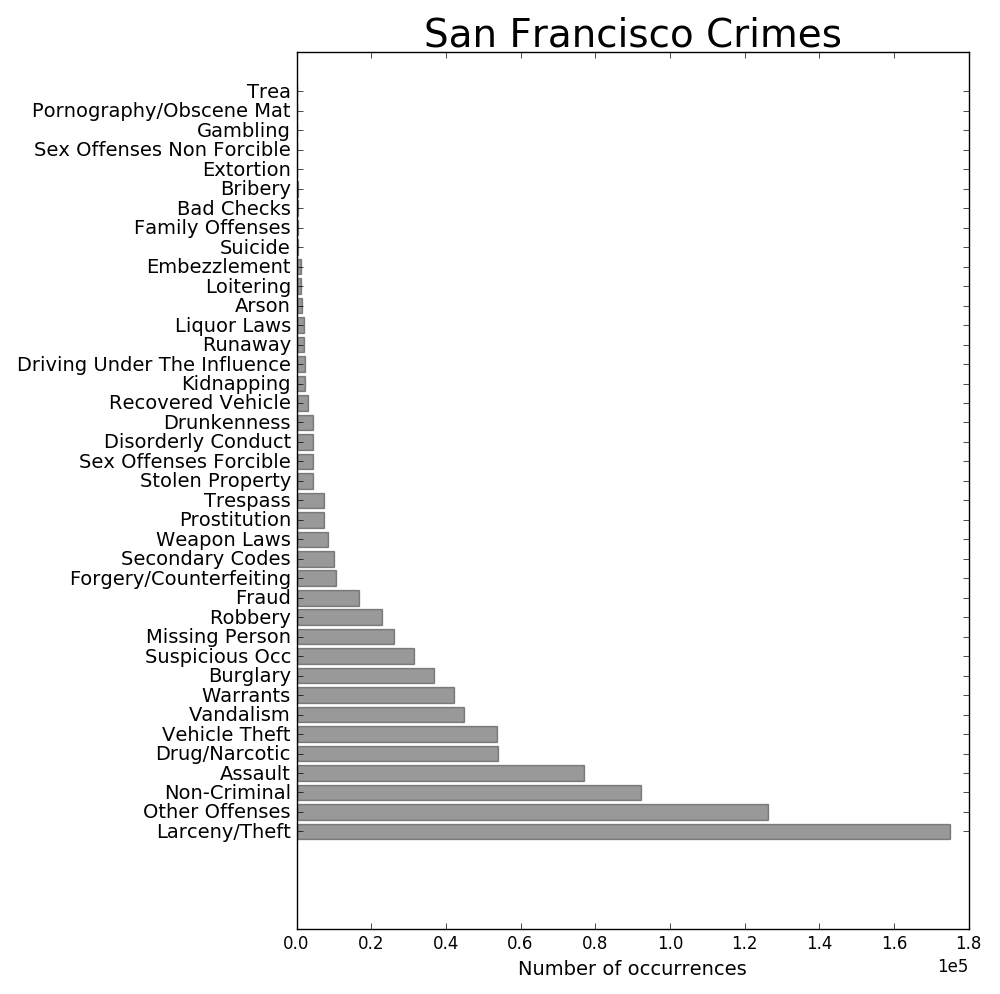 San Francisco Crimes
Trea
Pornography/Obscene Mat
Gambling
Sex Offenses Non Forcible
Extortion
Bribery
Bad Checks
Family Offenses
Suicide
Embezzlement
Loitering
Arson
Liquor Laws
Runaway
Driving Under The Influence
Kidnapping
Recovered Vehicle
Drunkenness
Disorderly Conduct
Sex Offenses Forcible
Stolen Property
Trespass
Prostitution
Weapon Laws
Secondary Codes
Forgery/Counterfeiting
Fraud
Robbery
Missing Person
Suspicious Occ
Burglary
Warrants
Vandalism
Vehicle Theft
Drug/Narcotic
Assault
Non-Criminal
Other Offenses
Larceny/Theft
0.0 0.2 0.4 0.6 0.8 1.0 1.2 1.4 1.6 1.8
1e5
Number of occurrences